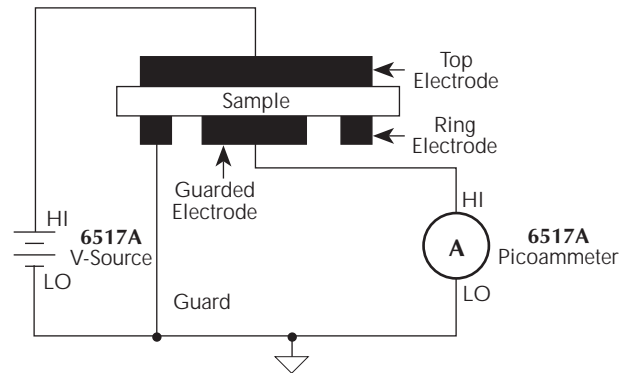 Top
Electrode
Sample
Ring
Electrode
Guarded
Electrode
HI
6517A
V-Source
LO
HI
A
6517A
Picoammeter
LO
Guard